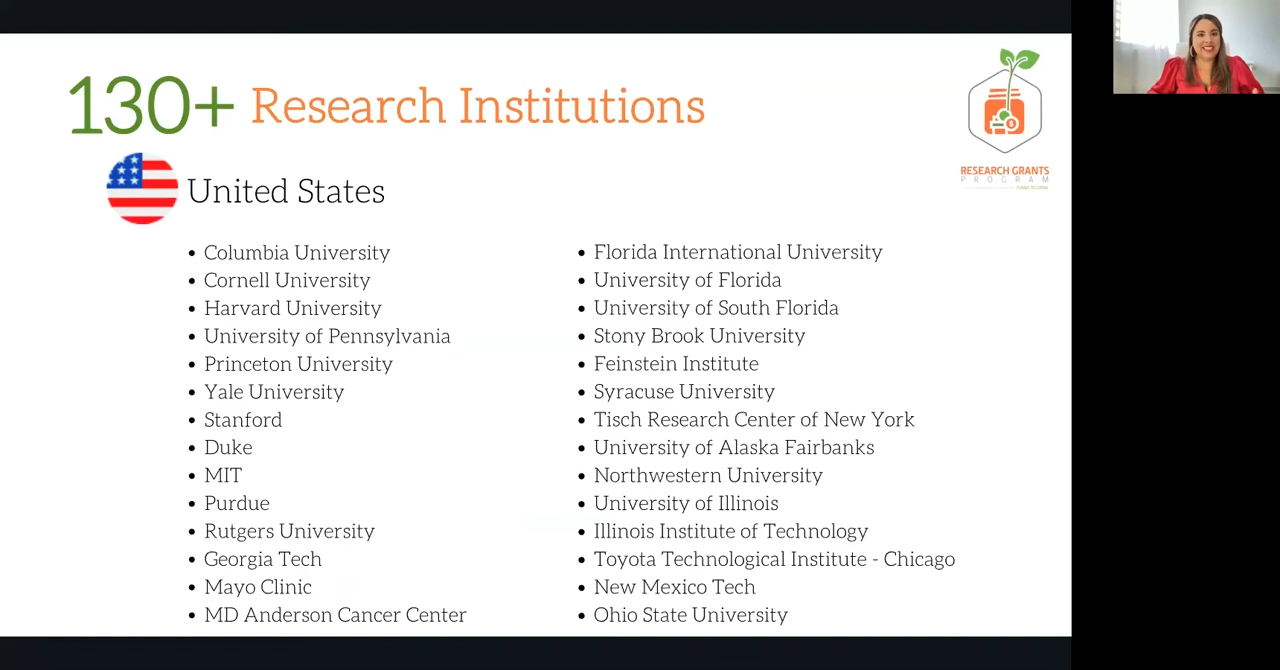 130+ Research Institutions
United States
Columbia University
Cornell University
Harvard University
University of Pennsylvania
Princeton University
Yale University
Stanford
Duke
MIT
Purdue
Rutgers University
Georgia Tech
Mayo Clinic
MD Anderson Cancer Center
Florida International University
University of Florida
University of South Florida
Stony Brook University
Feinstein Institute
Syracuse University
Tisch Research Center of New York
University of Alaska Fairbanks
Northwestern University
University of Illinois
Illinois Institute of Technology
Toyota Technological Institute - Chicago
New Mexico Tech
Ohio State University
RESEARCH GRANTS
PROGRAM